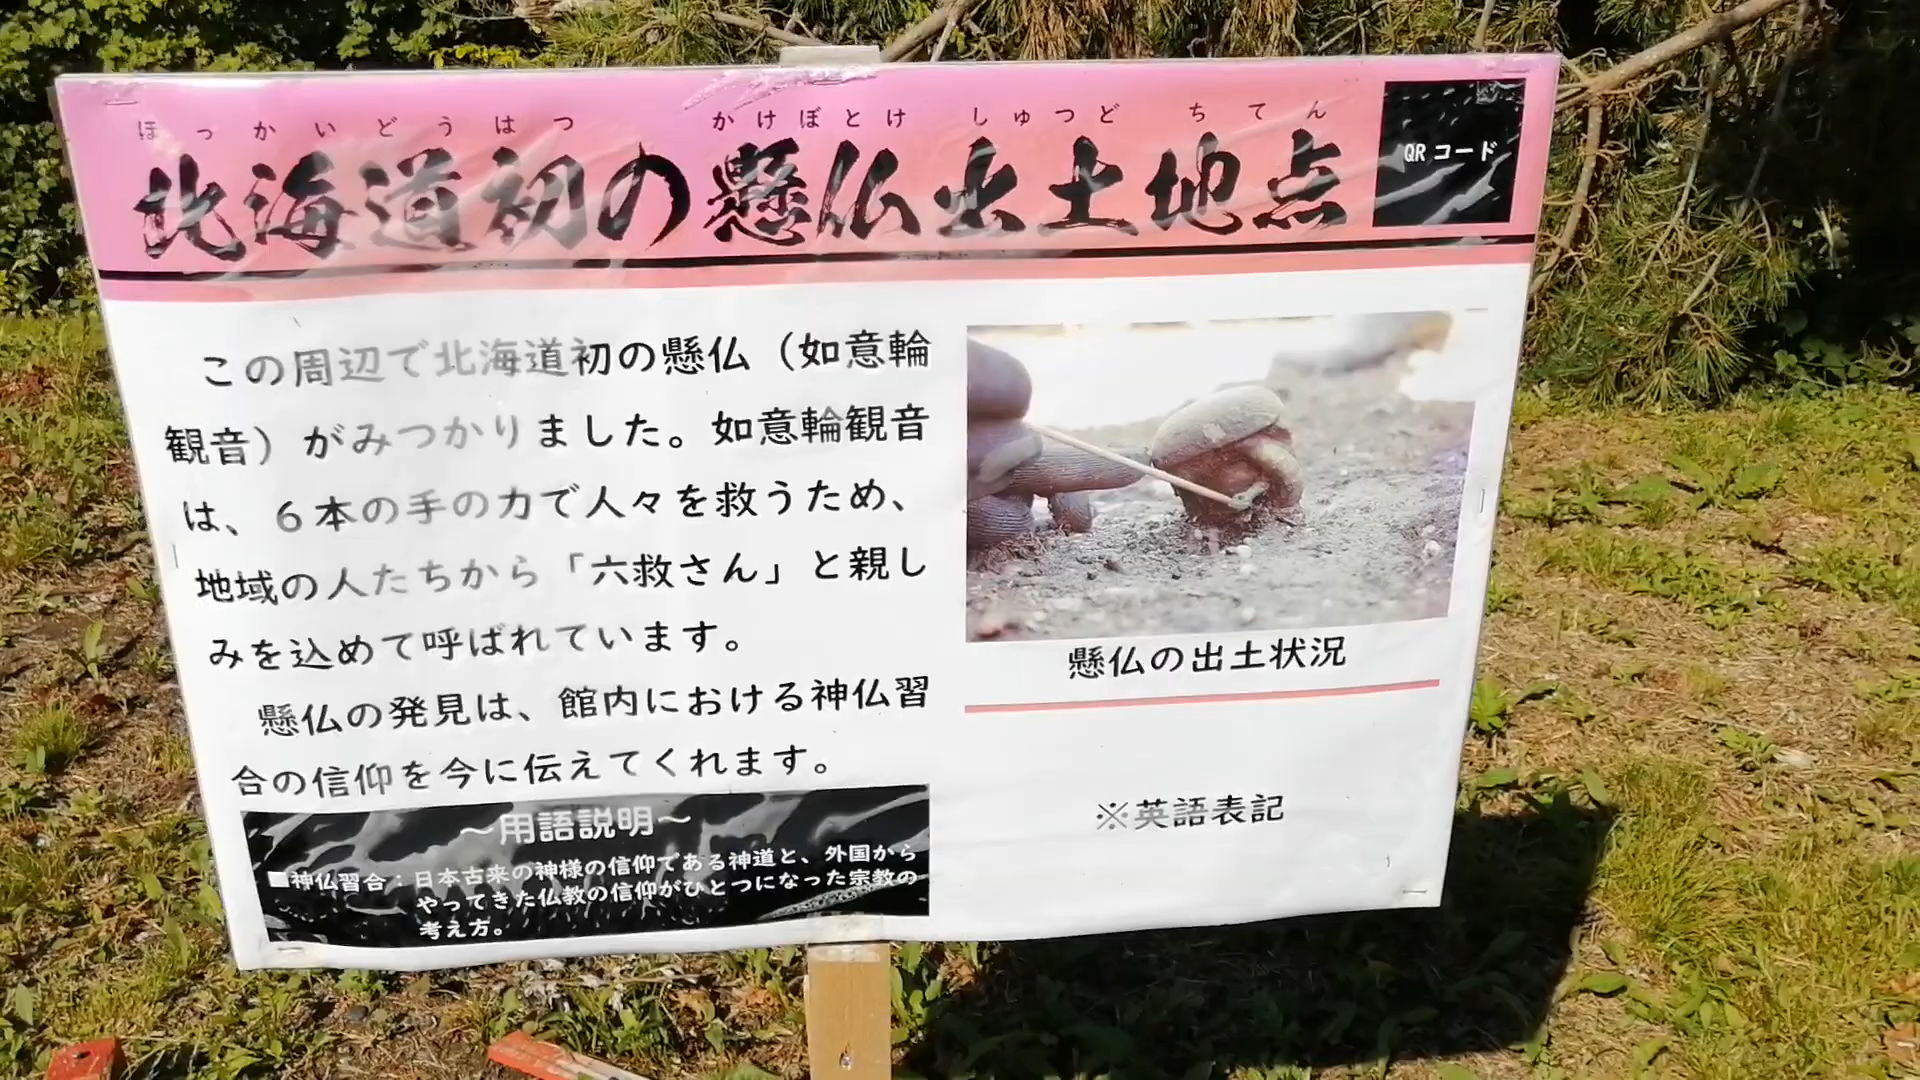 ほっかいどうはつ かけぼとけ しゅつど ちてん
北海道初の懸仏出土地点
QRコード
この周辺で北海道初の懸仏（如意輪
観音）がみつかりました。如意輪観音
は、６本の手の力で人々を救うため、
地域の人たちから「六救さん」と親し
みを込めて呼ばれています。
懸仏の発見は、館内における神仏習
合の信仰を今に伝えてくれます。
～用語説明～
■神仏習合：日本古来の神様の信仰である神道と、外国から
やってきた仏教の信仰がひとつになった宗教の
考え方。
懸仏の出土状況
※英語表記